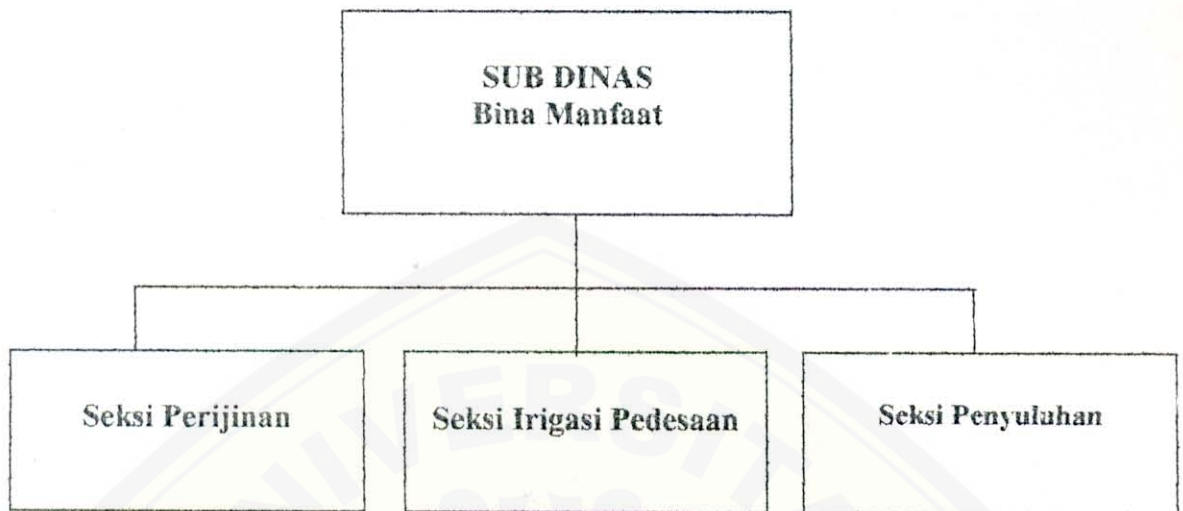 SUB DINAS
Bina Manfaat
Seksi Perijinan
Seksi Irigasi Pedesaan
Seksi Penyuluhan